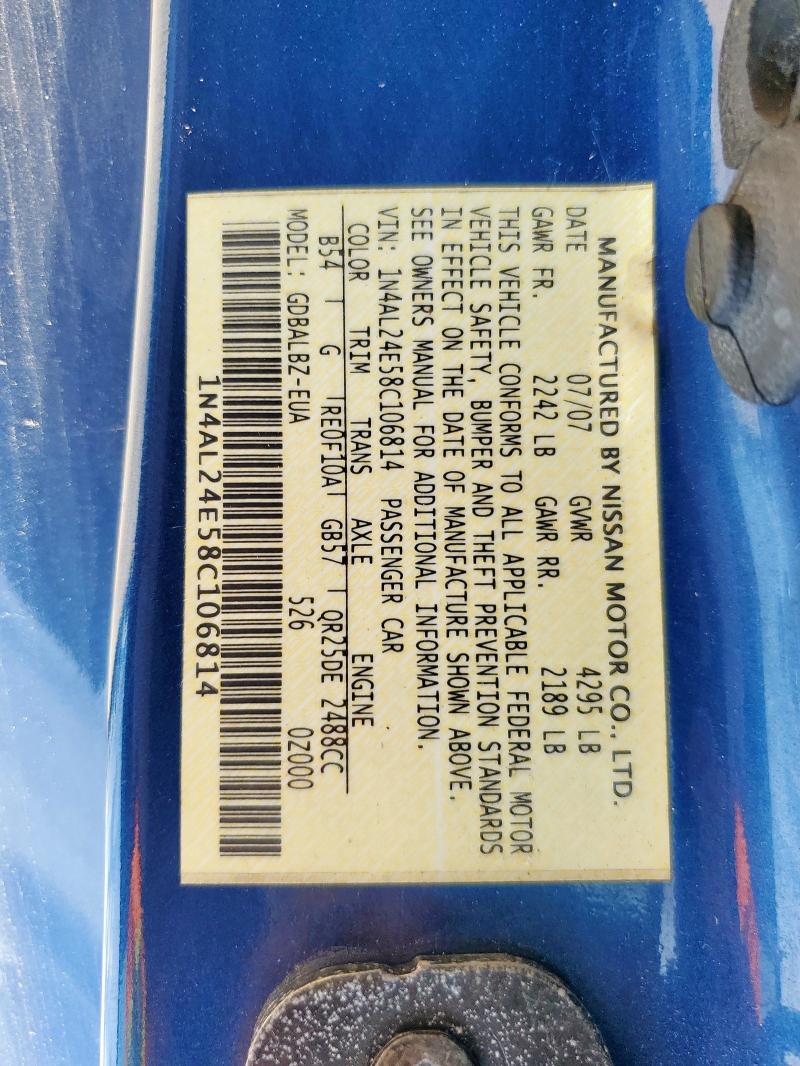 MANUFACTURED BY NISSAN MOTOR CO., LTD.
DATE 07/07 GVWR 4295 LB
GAWR FR. 2242 LB GAWR RR. 2189 LB
THIS VEHICLE CONFORMS TO ALL APPLICABLE FEDERAL MOTOR
VEHICLE SAFETY, BUMPER AND THEFT PREVENTION STANDARDS
IN EFFECT ON THE DATE OF MANUFACTURE SHOWN ABOVE.
SEE OWNERS MANUAL FOR ADDITIONAL INFORMATION.
VIN: 1N4AL24E58C106814 PASSENGER CAR
COLOR TRIM TRANS AXLE ENGINE
B54 G RE0F10A GB57 QR25DE 2488CC
MODEL: GDBALBZ-EUA 526 0Z000
1N4AL24E58C106814